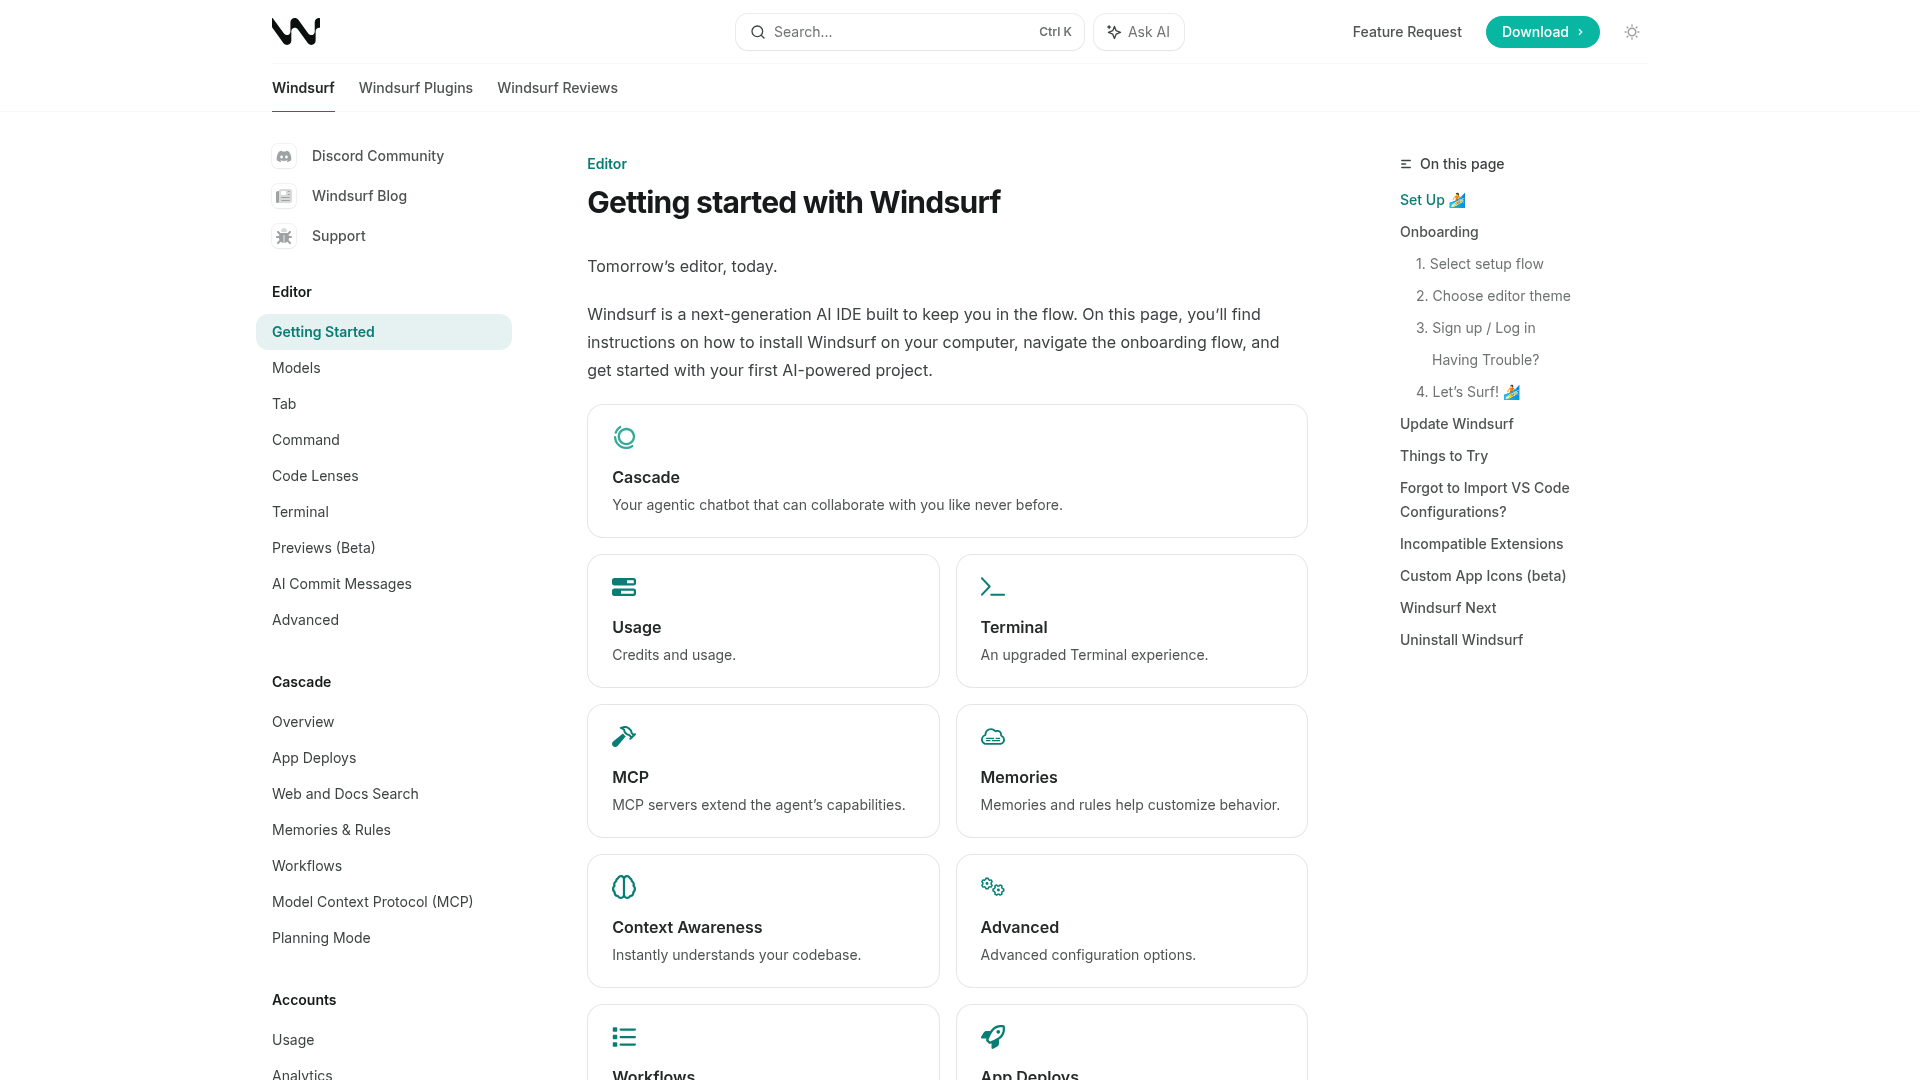 Search...
Ctrl K
Ask AI
Feature Request
Download
Windsurf
Windsurf Plugins
Windsurf Reviews
Discord Community
Windsurf Blog
Support
Editor
Getting Started
Models
Tab
Command
Code Lenses
Terminal
Previews (Beta)
AI Commit Messages
Advanced
Cascade
Overview
App Deploys
Web and Docs Search
Memories & Rules
Workflows
Model Context Protocol (MCP)
Planning Mode
Accounts
Usage
Analytics
Editor
Getting started with Windsurf
Tomorrow’s editor, today.
Windsurf is a next-generation AI IDE built to keep you in the flow. On this page, you’ll find
instructions on how to install Windsurf on your computer, navigate the onboarding flow, and
get started with your first AI-powered project.
Cascade
Your agentic chatbot that can collaborate with you like never before.
Usage
Credits and usage.
Terminal
An upgraded Terminal experience.
MCP
MCP servers extend the agent’s capabilities.
Memories
Memories and rules help customize behavior.
Context Awareness
Instantly understands your codebase.
Advanced
Advanced configuration options.
Workflows
App Deploys
On this page
Set Up 🏄
Onboarding
1. Select setup flow
2. Choose editor theme
3. Sign up / Log in
Having Trouble?
4. Let’s Surf! 🏄
Update Windsurf
Things to Try
Forgot to Import VS Code
Configurations?
Incompatible Extensions
Custom App Icons (beta)
Windsurf Next
Uninstall Windsurf